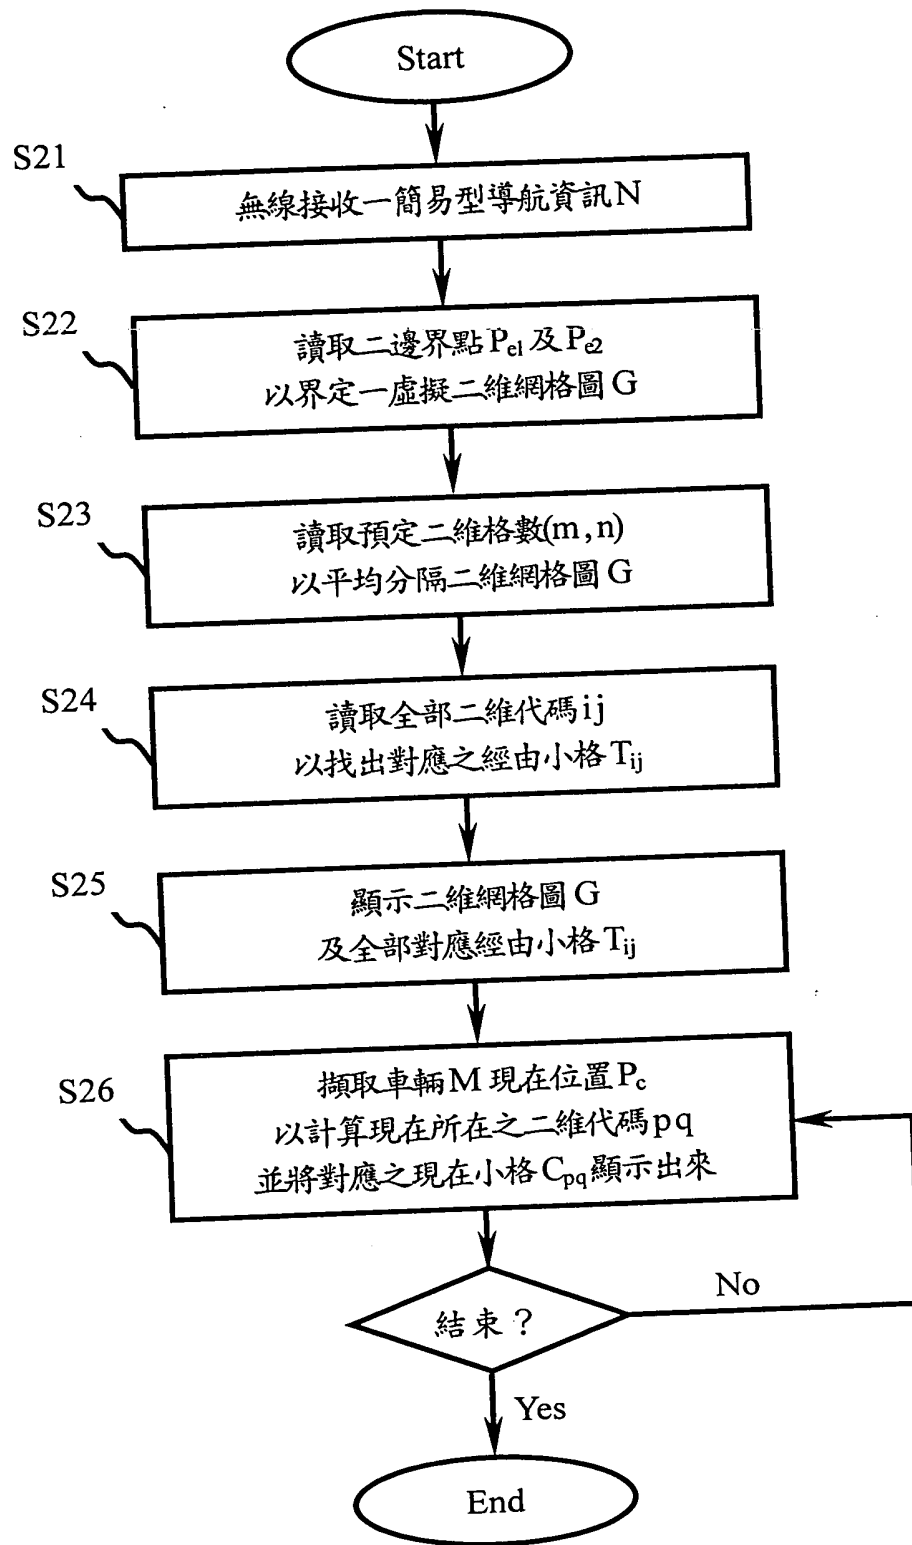 Start
S21
無線接收一簡易型導航資訊N
S22
讀取二邊界點Pe1及Pe2
以界定一虛擬二維網格圖G
S23
讀取預定二維格數(m,n)
以平均分隔二維網格圖G
S24
讀取全部二維代碼ij
以找出對應之經由小格Tij
S25
顯示二維網格圖G
及全部對應經由小格Tij
S26
擷取車輛M現在位置Pc
以計算現在所在之二維代碼pq
並將對應之現在小格Cpq顯示出來
結束?
No
Yes
End